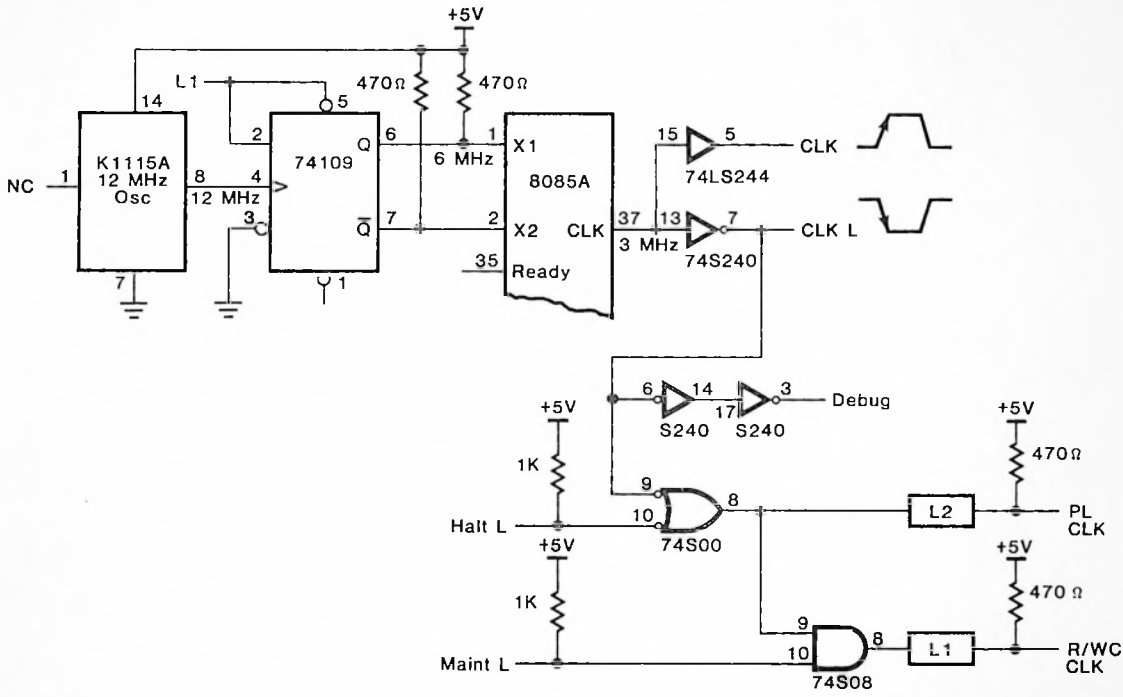 +5V
L1
14
5
470Ω
470Ω
2
Q
6
1
X1
CLK
15
5
CLK
K1115A
12 MHz
Osc
74109
6 MHz
8085A
74LS244
NC
1
8
12 MHz
4
3
Q̅
7
2
X2
CLK
37
3 MHz
13
7
CLK L
74S240
35
Ready
7
1
6
14
17
3
Debug
S240
S240
+5V
1K
+5V
470Ω
9
10
8
Halt L
74S00
L2
PL
CLK
+5V
1K
+5V
470 Ω
9
10
8
Maint L
74S08
L1
R/WC
CLK